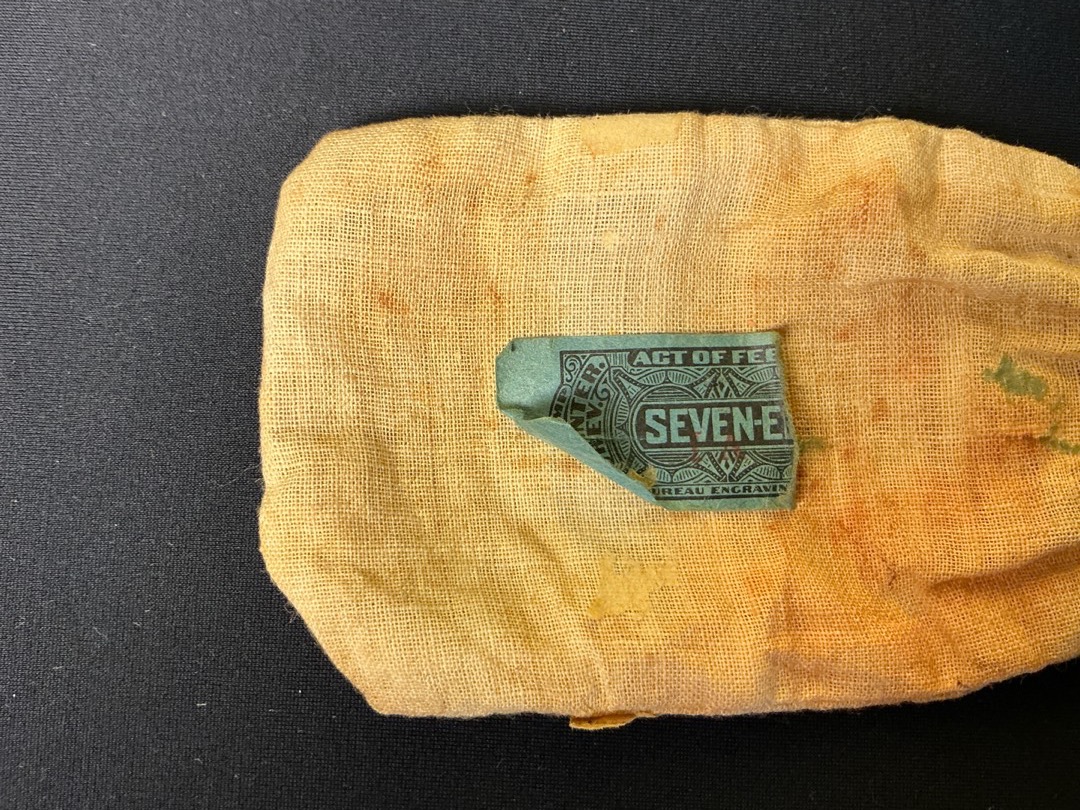 ACT OF FEB
INTER.
REV.
SEVEN-E
UREAU ENGRAVIN